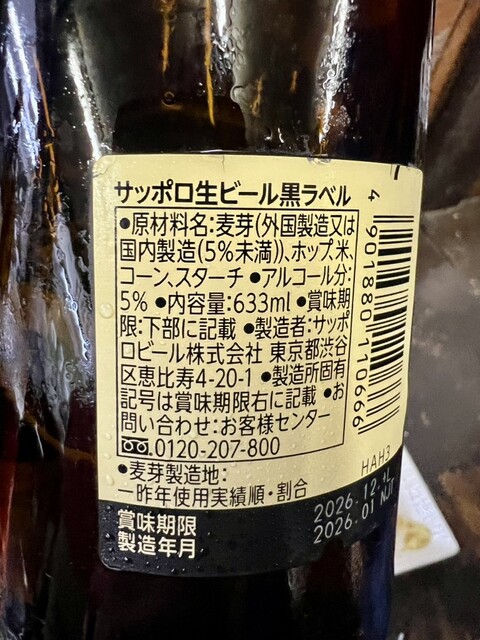 サッポロ生ビール黒ラベル
●原材料名:麦芽(外国製造又は
国内製造(5%未満))、ホップ、米、
コーン、スターチ ●アルコール分:
5% ●内容量:633ml ●賞味期
限:下部に記載 ●製造者:サッポ
ロビール株式会社 東京都渋谷
区恵比寿4-20-1 ●製造所固有
記号は賞味期限右に記載 ●お
問い合わせ:お客様センター
0120-207-800
●麦芽製造地:
一昨年使用実績順・割合
賞味期限 2026.12.
製造年月 2026.01
4 901880 110666
HAH3